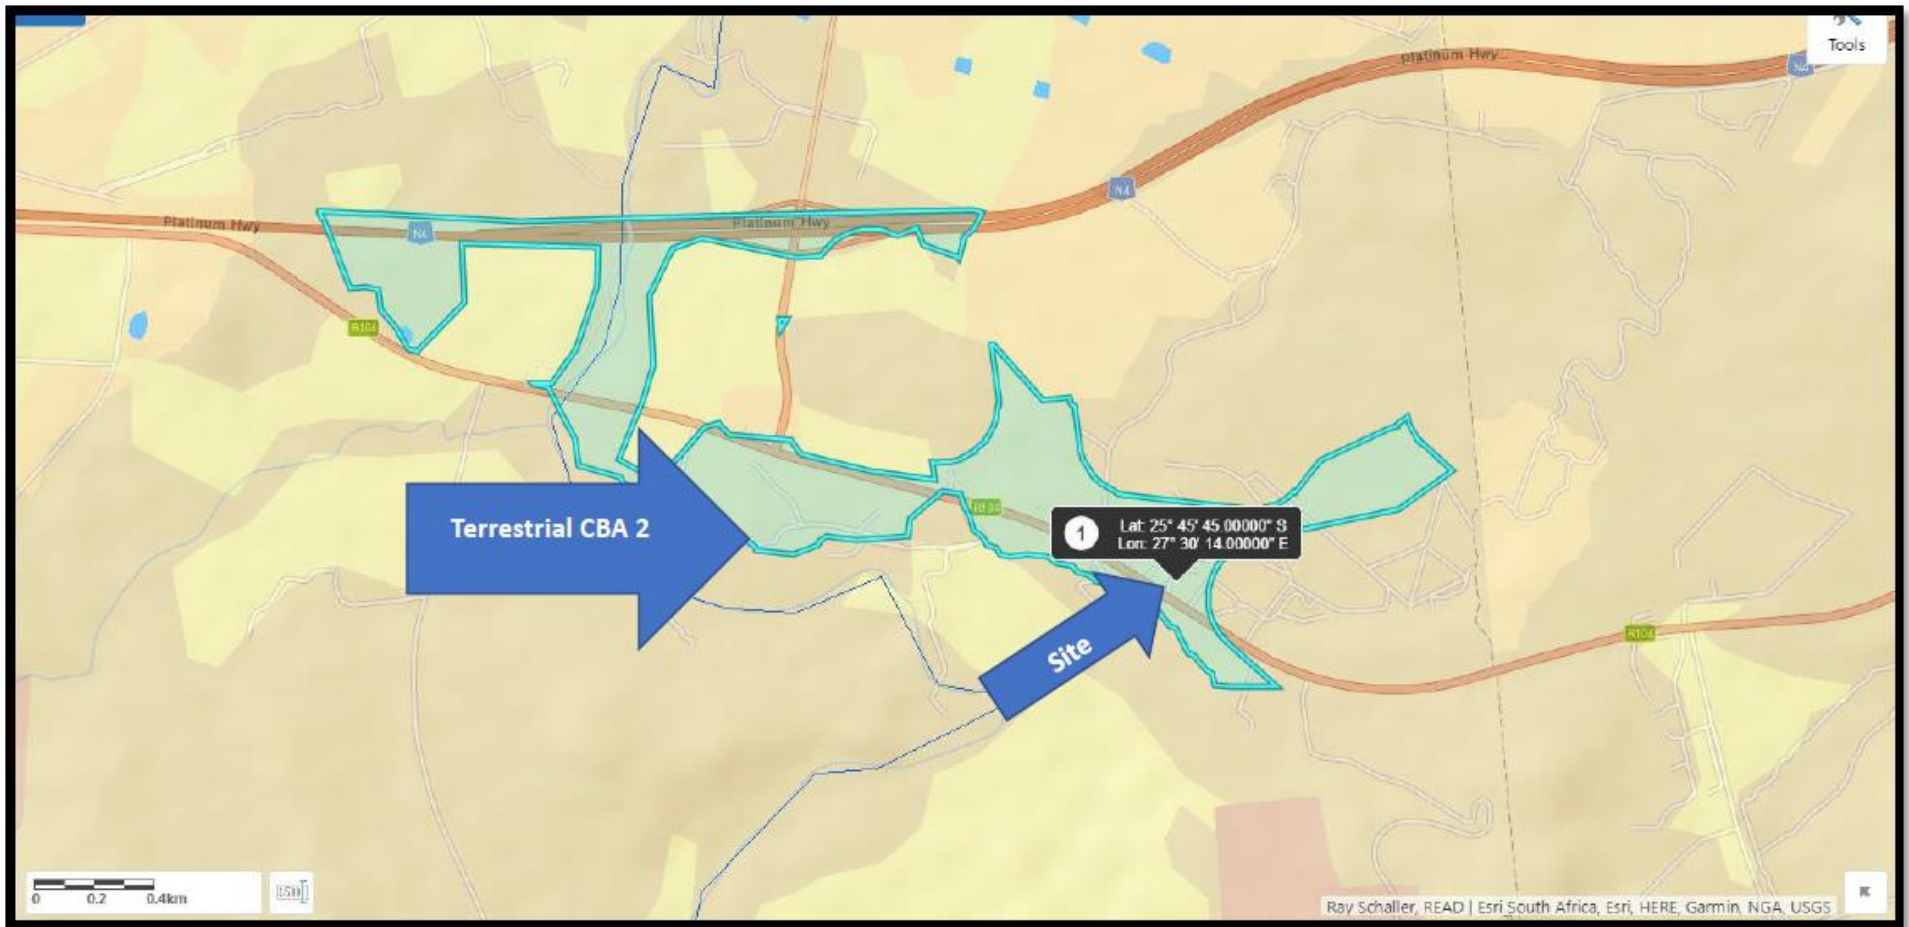 Tools
Platinum Hwy
N4
N4
Platinum Hwy
N4
Platinum Hwy
R104
Terrestrial CBA 2
1
Lat: 25° 45' 45.00000" S
Lon: 27° 30' 14.00000" E
Site
R104
0 0.2 0.4km
Ray Schaller, READ | Esri South Africa, Esri, HERE, Garmin, NGA, USGS